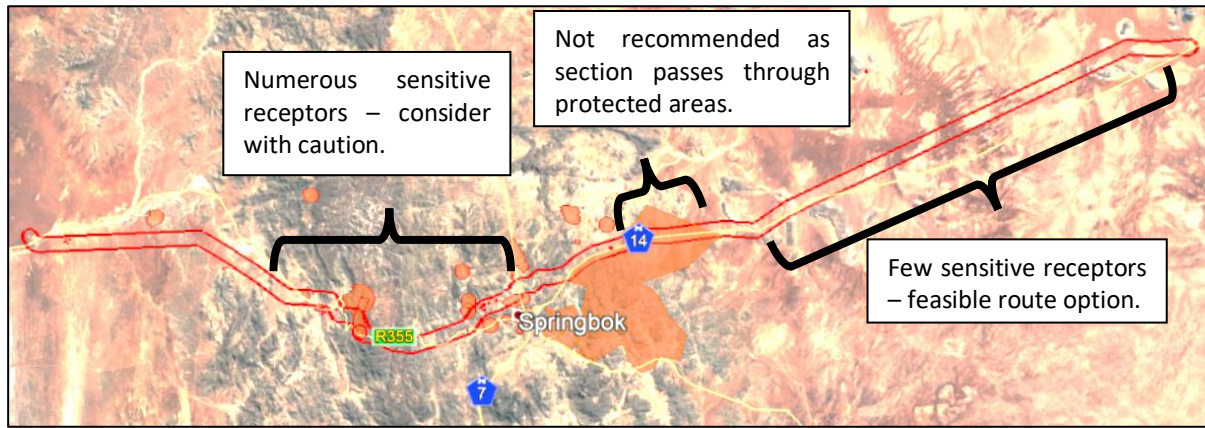 Not recommended as
section passes through
protected areas.
Numerous sensitive
receptors – consider
with caution.
14
Few sensitive receptors
– feasible route option.
Springbok
R355
N
7